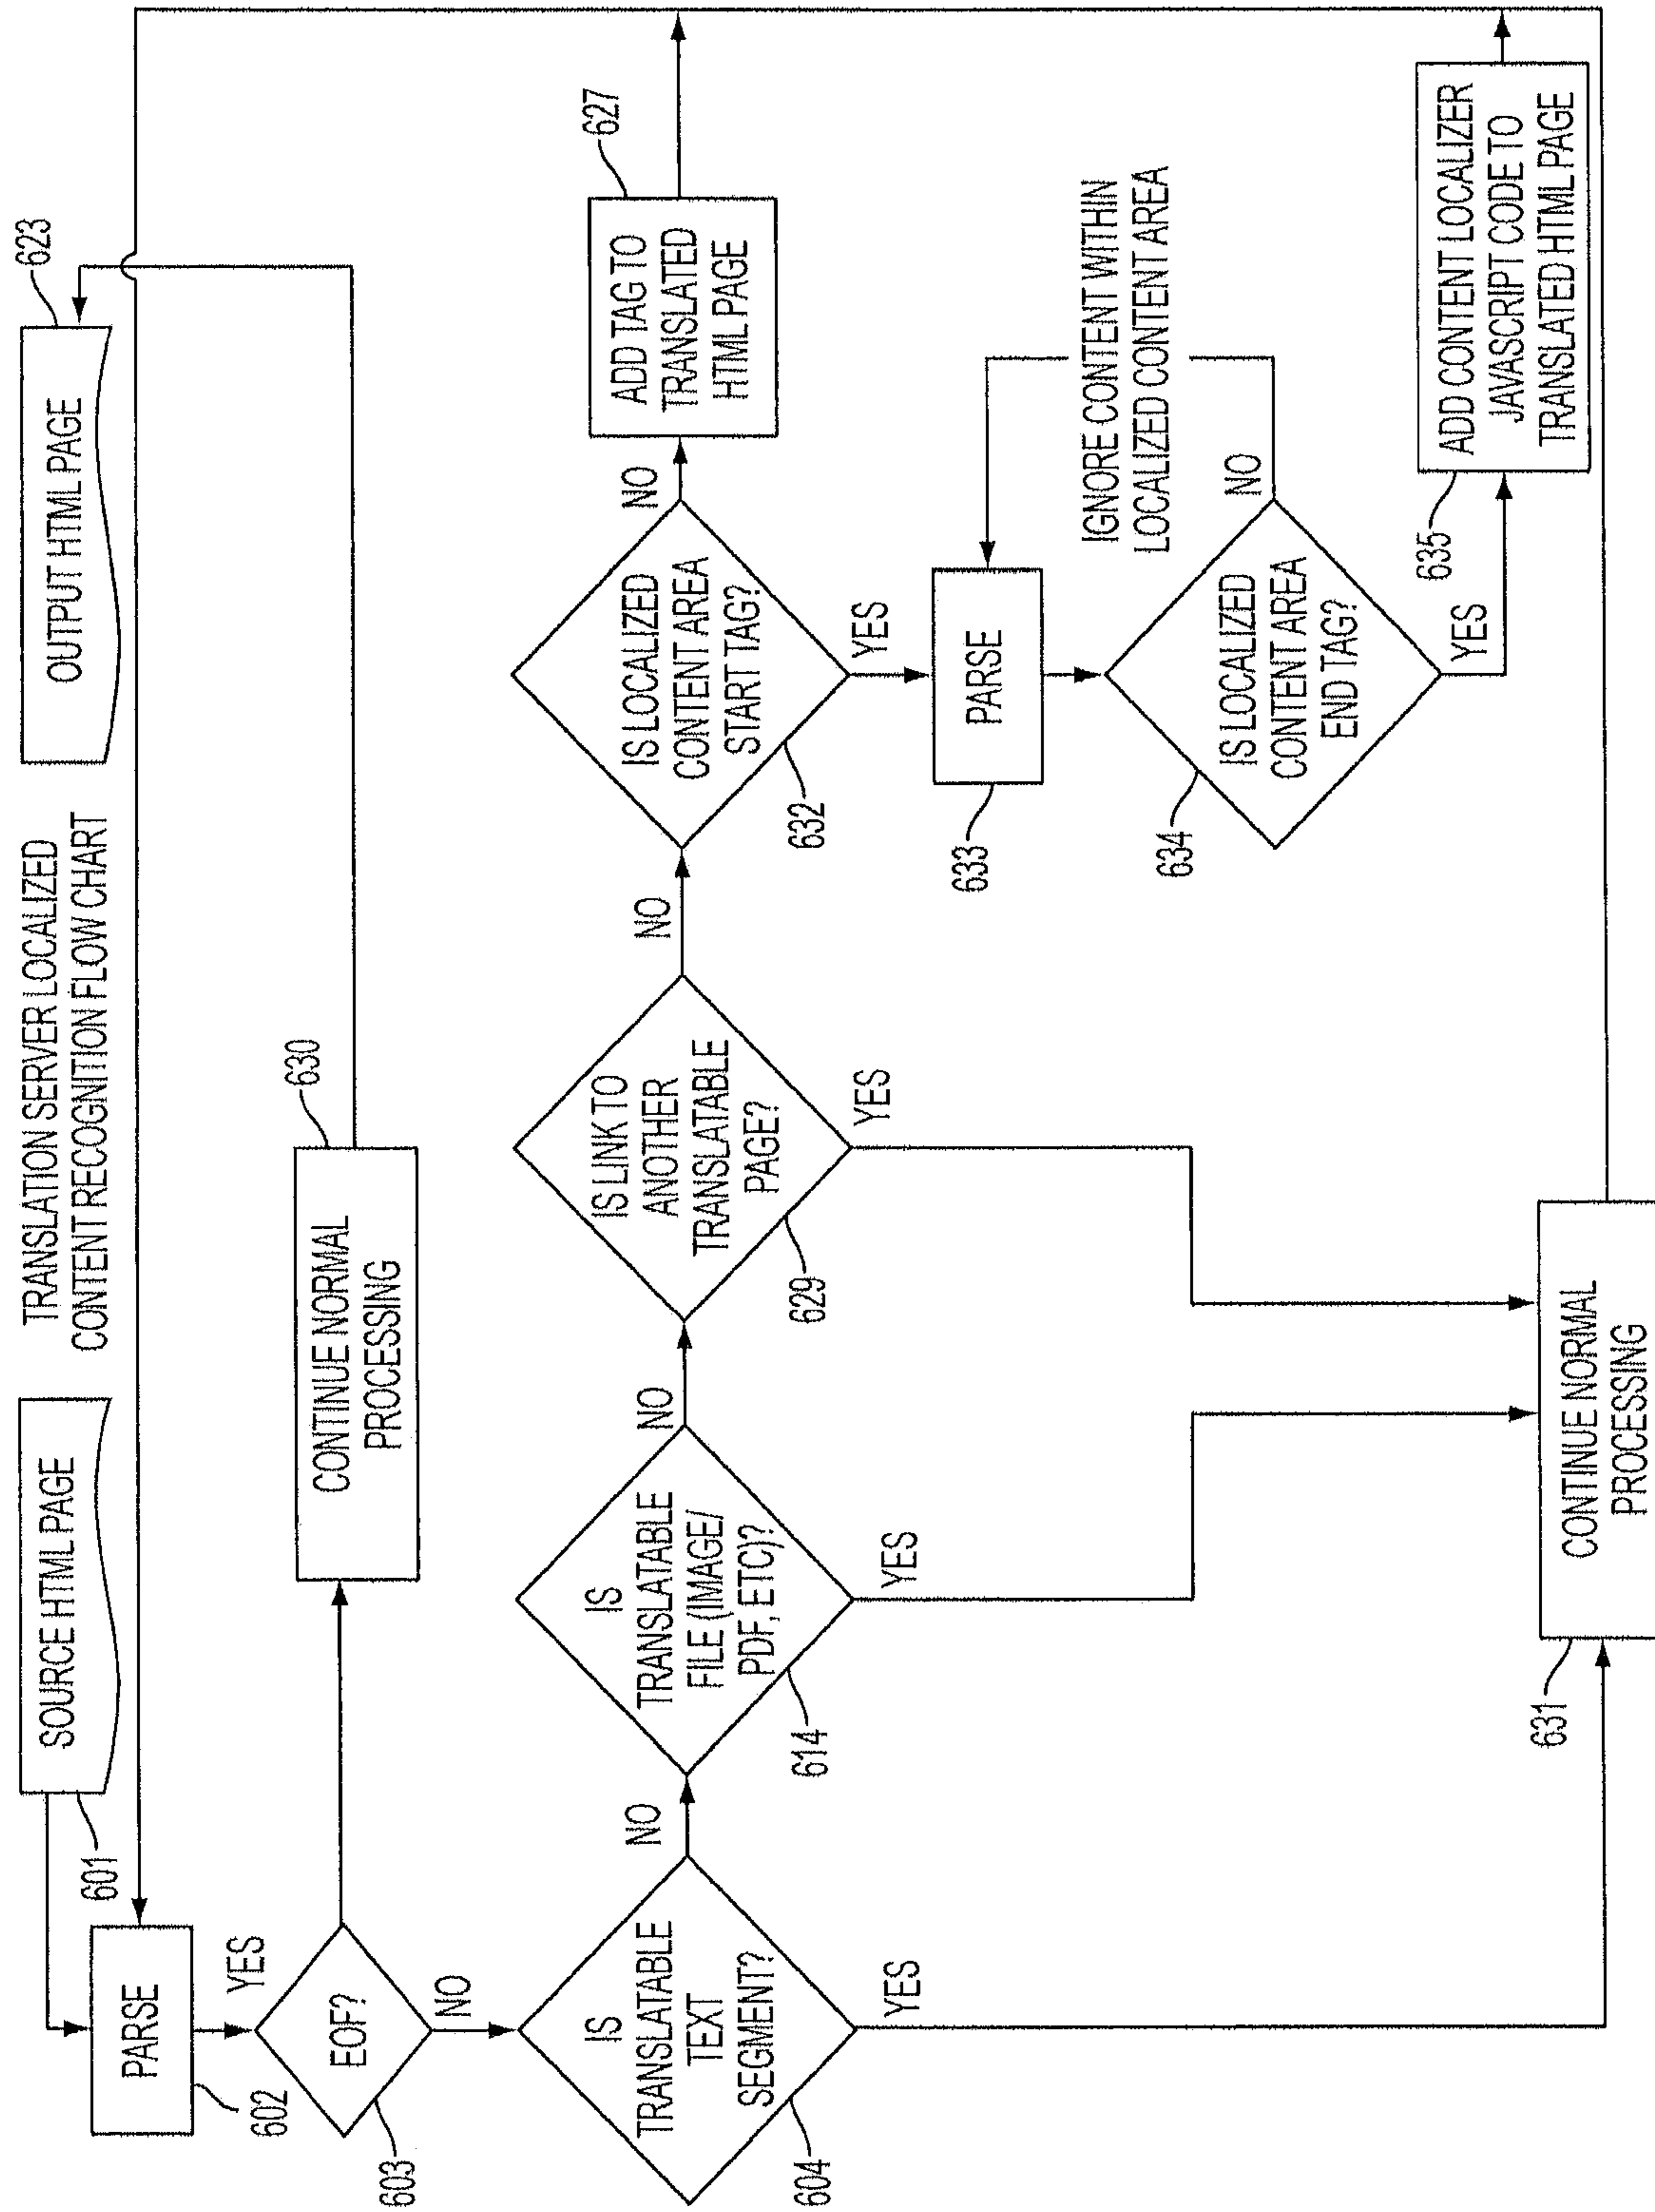 TRANSLATION SERVER LOCALIZED
CONTENT RECOGNITION FLOW CHART
SOURCE HTML PAGE
601
OUTPUT HTML PAGE
623
PARSE
602
YES
EOF?
603
NO
CONTINUE NORMAL
PROCESSING
630
IS
TRANSLATABLE
TEXT
SEGMENT?
604
NO
YES
IS
TRANSLATABLE
FILE (IMAGE/
PDF, ETC)?
614
NO
YES
IS LINK TO
ANOTHER
TRANSLATABLE
PAGE?
629
NO
YES
IS LOCALIZED
CONTENT AREA
START TAG?
632
NO
YES
ADD TAG TO
TRANSLATED
HTML PAGE
627
PARSE
633
IGNORE CONTENT WITHIN
LOCALIZED CONTENT AREA
IS LOCALIZED
CONTENT AREA
END TAG?
634
NO
YES
635
ADD CONTENT LOCALIZER
JAVASCRIPT CODE TO
TRANSLATED HTML PAGE
CONTINUE NORMAL
PROCESSING
631